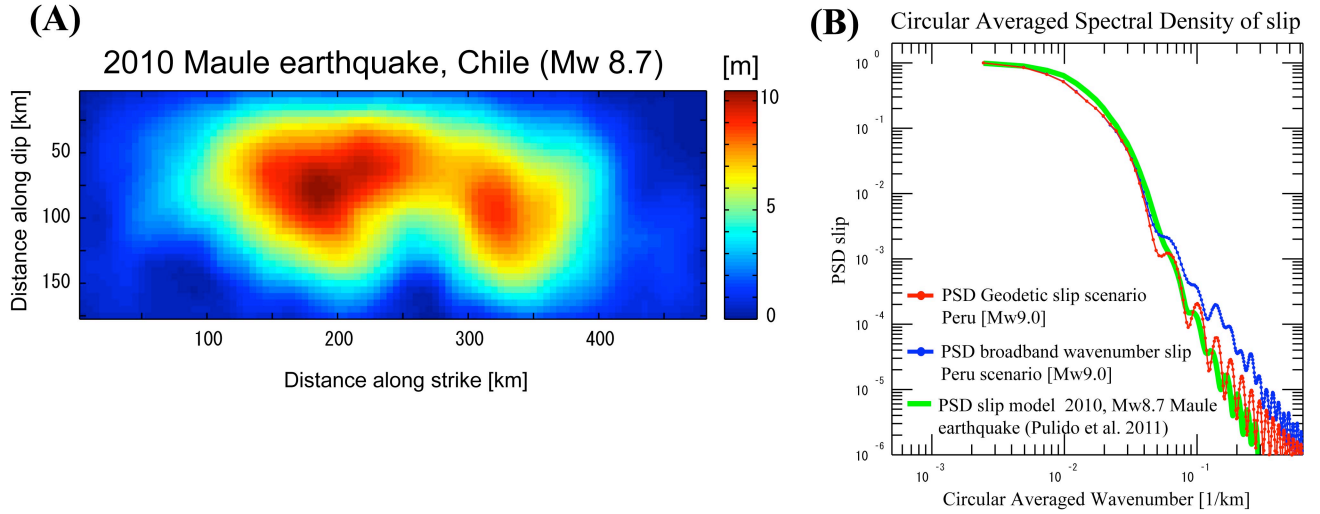 (A)
2010 Maule earthquake, Chile (Mw 8.7)
[m]
Distance along dip [km]
50
100
150
100
200
300
400
Distance along strike [km]
10
5
0
(B)
Circular Averaged Spectral Density of slip
PSD slip
10^0
10^-1
10^-2
10^-3
10^-4
10^-5
10^-6
PSD Geodetic slip scenario
Peru [Mw9.0]
PSD broadband wavenumber slip
Peru scenario [Mw9.0]
PSD slip model 2010, Mw8.7 Maule
earthquake (Pulido et al. 2011)
10^-3
10^-2
10^-1
Circular Averaged Wavenumber [1/km]